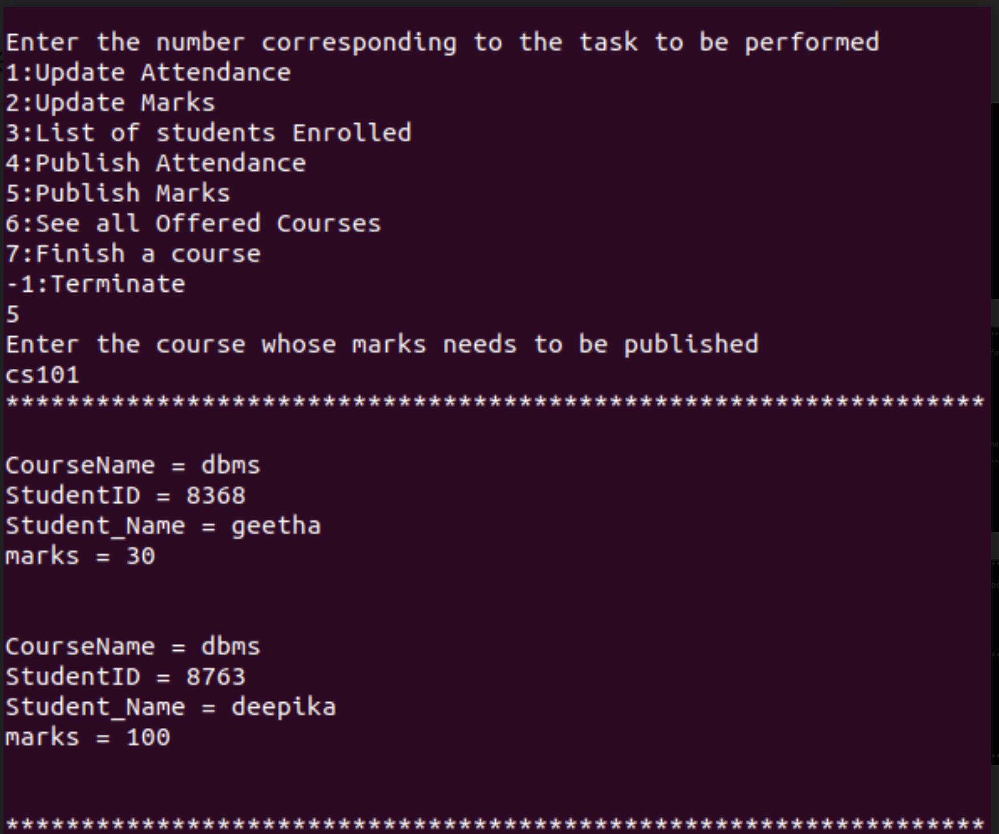 Enter the number corresponding to the task to be performed
1:Update Attendance
2:Update Marks
3:List of students Enrolled
4:Publish Attendance
5:Publish Marks
6:See all Offered Courses
7:Finish a course
-1:Terminate
5
Enter the course whose marks needs to be published
cs101
*****************************************************************
CourseName = dbms
StudentID = 8368
Student_Name = geetha
marks = 30
CourseName = dbms
StudentID = 8763
Student_Name = deepika
marks = 100
*****************************************************************